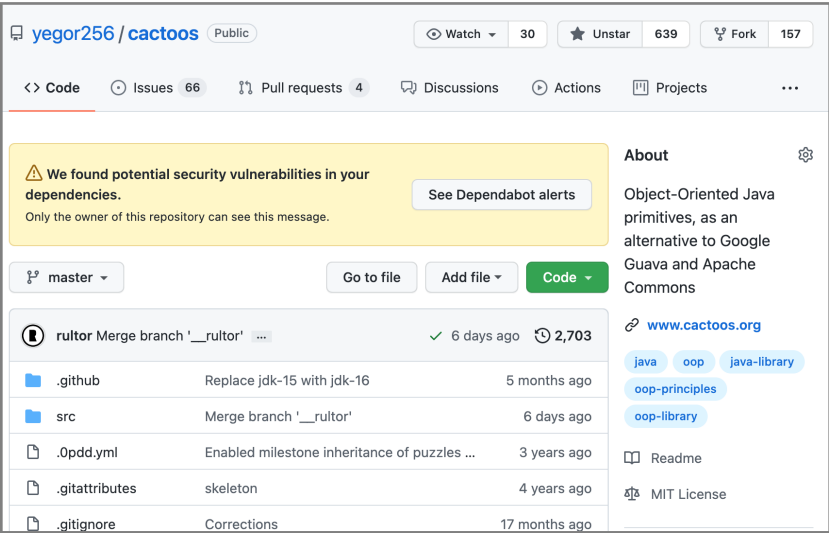 yegor256 / cactoos Public
Watch 30 Unstar 639 Fork 157
Code Issues 66 Pull requests 4 Discussions Actions Projects ...
We found potential security vulnerabilities in your
dependencies.
Only the owner of this repository can see this message.
See Dependabot alerts
master Go to file Add file Code
rultor Merge branch '__rultor' ... 6 days ago 2,703
.github Replace jdk-15 with jdk-16 5 months ago
src Merge branch '__rultor' 6 days ago
.0pdd.yml Enabled milestone inheritance of puzzles ... 3 years ago
.gitattributes skeleton 4 years ago
.gitignore Corrections 17 months ago
About
Object-Oriented Java
primitives, as an
alternative to Google
Guava and Apache
Commons
www.cactoos.org
java oop java-library
oop-principles
oop-library
Readme
MIT License